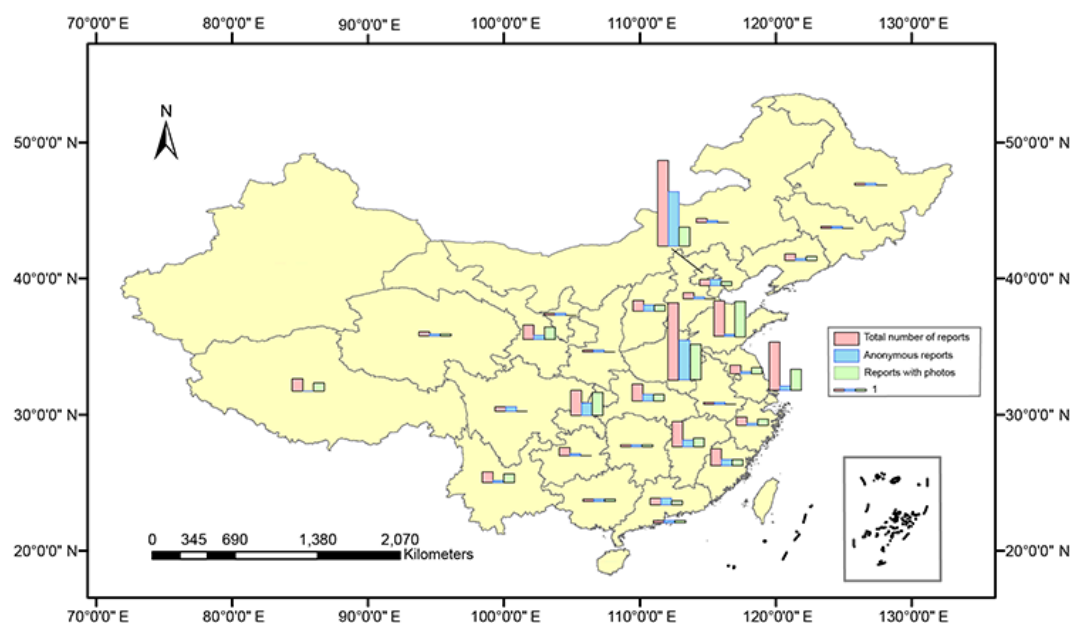 70°0'0" E 80°0'0" E 90°0'0" E 100°0'0" E 110°0'0" E 120°0'0" E 130°0'0" E
N
50°0'0" N 50°0'0" N
40°0'0" N 40°0'0" N
Total number of reports
Anonymous reports
Reports with photos
1
30°0'0" N 30°0'0" N
0 345 690 1,380 2,070
Kilometers
20°0'0" N 20°0'0" N
70°0'0" E 80°0'0" E 90°0'0" E 100°0'0" E 110°0'0" E 120°0'0" E 130°0'0" E